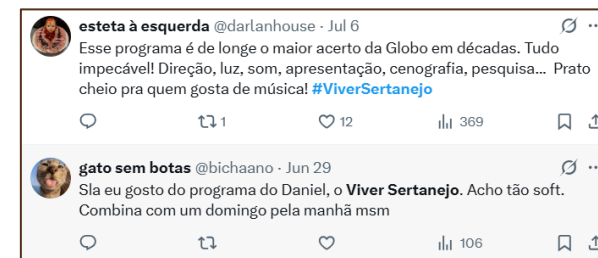 esteta à esquerda @darlanhouse · Jul 6
Esse programa é de longe o maior acerto da Globo em décadas. Tudo
impecável! Direção, luz, som, apresentação, cenografia, pesquisa... Prato
cheio pra quem gosta de música! #ViverSertanejo
1 12 369
gato sem botas @bichaano · Jun 29
Sla eu gosto do programa do Daniel, o Viver Sertanejo. Acho tão soft.
Combina com um domingo pela manhã msm
106